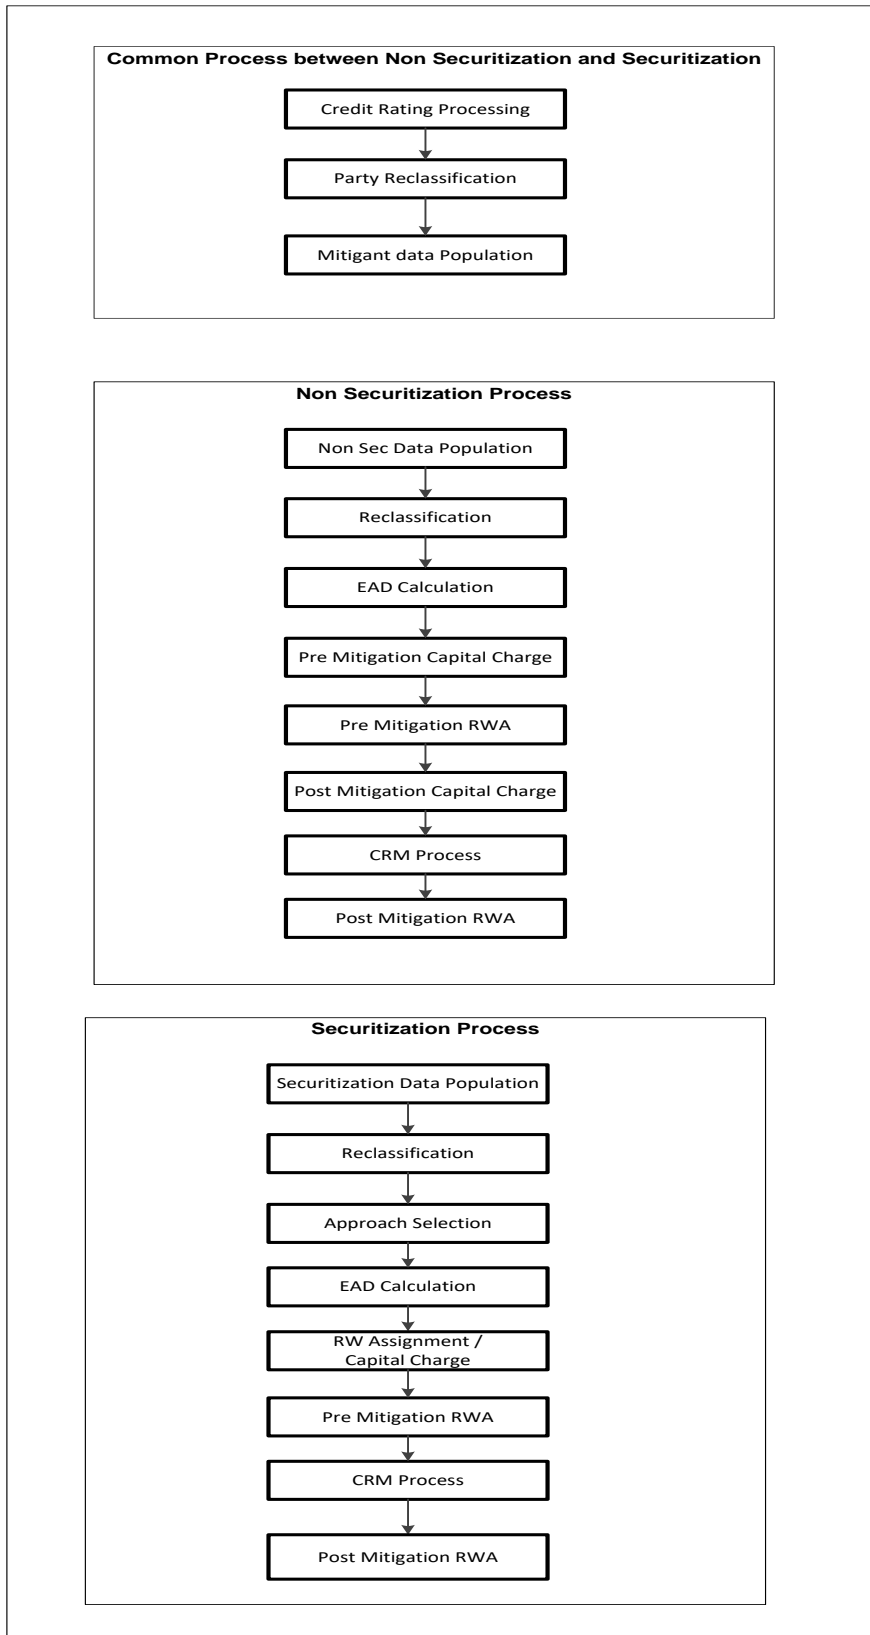 Common Process between Non Securitization and Securitization
Credit Rating Processing
Party Reclassification
Mitigant data Population
Non Securitization Process
Non Sec Data Population
Reclassification
EAD Calculation
Pre Mitigation Capital Charge
Pre Mitigation RWA
Post Mitigation Capital Charge
CRM Process
Post Mitigation RWA
Securitization Process
Securitization Data Population
Reclassification
Approach Selection
EAD Calculation
RW Assignment /
Capital Charge
Pre Mitigation RWA
CRM Process
Post Mitigation RWA